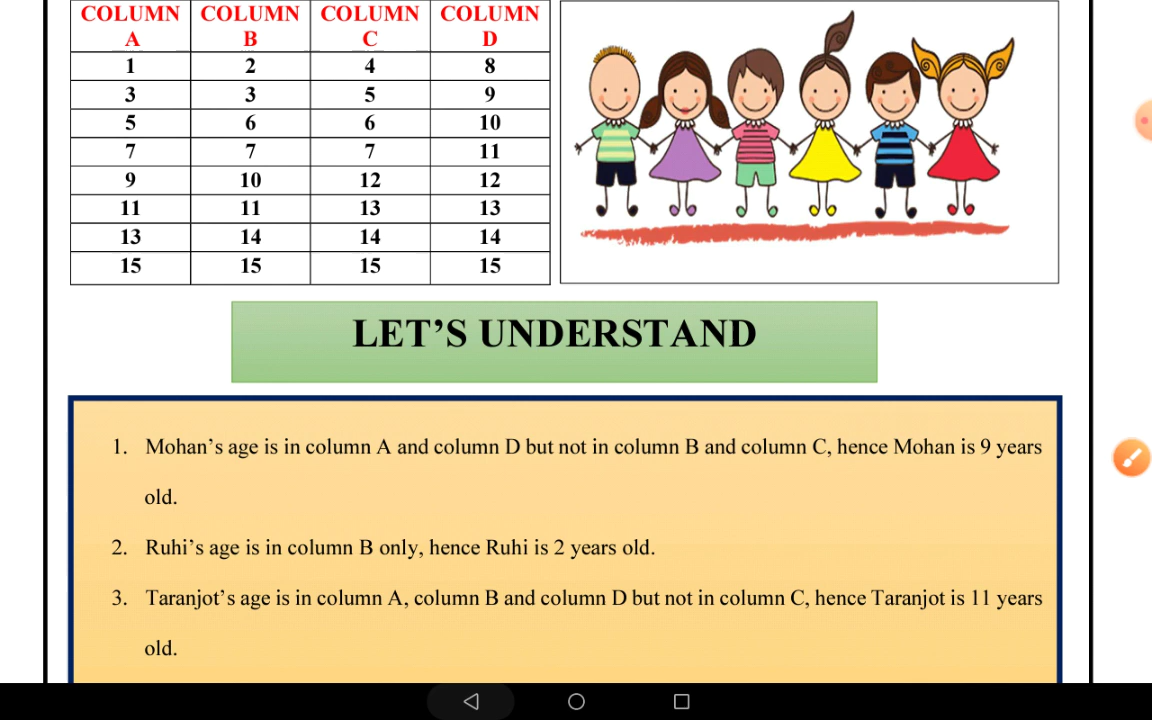 COLUMN COLUMN COLUMN COLUMN
A B C D
1 2 4 8
3 3 5 9
5 6 6 10
7 7 7 11
9 10 12 12
11 11 13 13
13 14 14 14
15 15 15 15
LET’S UNDERSTAND
1. Mohan’s age is in column A and column D but not in column B and column C, hence Mohan is 9 years
old.
2. Ruhi’s age is in column B only, hence Ruhi is 2 years old.
3. Taranjot’s age is in column A, column B and column D but not in column C, hence Taranjot is 11 years
old.